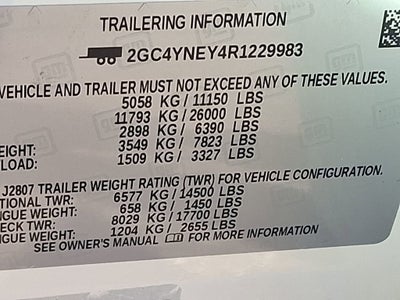 TRAILERING INFORMATION
2GC4YNEY4R1229983
VEHICLE AND TRAILER MUST NOT EXCEED ANY OF THESE VALUES.
5058 KG / 11150 LBS
11793 KG / 26000 LBS
2898 KG / 6390 LBS
EIGHT: 3549 KG / 7823 LBS
LOAD: 1509 KG / 3327 LBS
J2807 TRAILER WEIGHT RATING (TWR) FOR VEHICLE CONFIGURATION.
TIONAL TWR: 6577 KG / 14500 LBS
GUE WEIGHT: 658 KG / 1450 LBS
ECK TWR: 8029 KG / 17700 LBS
GUE WEIGHT: 1204 KG / 2655 LBS
SEE OWNER'S MANUAL FOR MORE INFORMATION